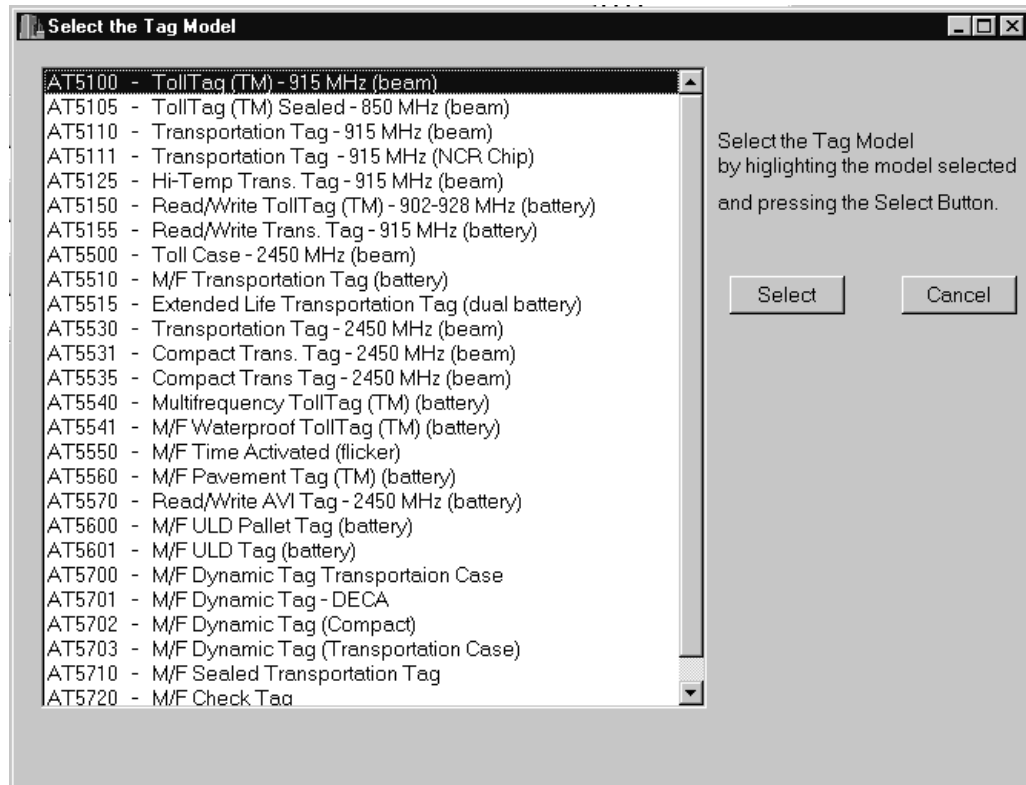 Select the Tag Model
AT5100 - TollTag (TM) - 915 MHz (beam)
AT5105 - TollTag (TM) Sealed - 850 MHz (beam)
AT5110 - Transportation Tag - 915 MHz (beam)
AT5111 - Transportation Tag - 915 MHz (NCR Chip)
AT5125 - Hi-Temp Trans. Tag - 915 MHz (beam)
AT5150 - Read/Write TollTag (TM) - 902-928 MHz (battery)
AT5155 - Read/Write Trans. Tag - 915 MHz (battery)
AT5500 - Toll Case - 2450 MHz (beam)
AT5510 - M/F Transportation Tag (battery)
AT5515 - Extended Life Transportation Tag (dual battery)
AT5530 - Transportation Tag - 2450 MHz (beam)
AT5531 - Compact Trans. Tag - 2450 MHz (beam)
AT5535 - Compact Trans Tag - 2450 MHz (beam)
AT5540 - Multifrequency TollTag (TM) (battery)
AT5541 - M/F Waterproof TollTag (TM) (battery)
AT5550 - M/F Time Activated (flicker)
AT5560 - M/F Pavement Tag (TM) (battery)
AT5570 - Read/Write AVI Tag - 2450 MHz (battery)
AT5600 - M/F ULD Pallet Tag (battery)
AT5601 - M/F ULD Tag (battery)
AT5700 - M/F Dynamic Tag Transportaion Case
AT5701 - M/F Dynamic Tag - DECA
AT5702 - M/F Dynamic Tag (Compact)
AT5703 - M/F Dynamic Tag (Transportation Case)
AT5710 - M/F Sealed Transportation Tag
AT5720 - M/F Check Tag
Select the Tag Model
by higlighting the model selected
and pressing the Select Button.
Select
Cancel